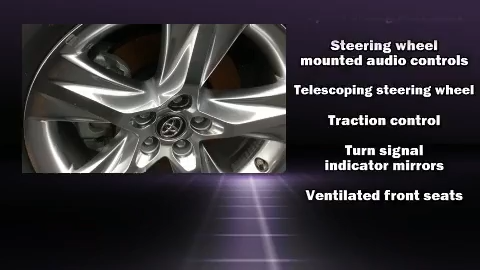 Steering wheel
mounted audio controls
Telescoping steering wheel
Traction control
Turn signal
indicator mirrors
Ventilated front seats